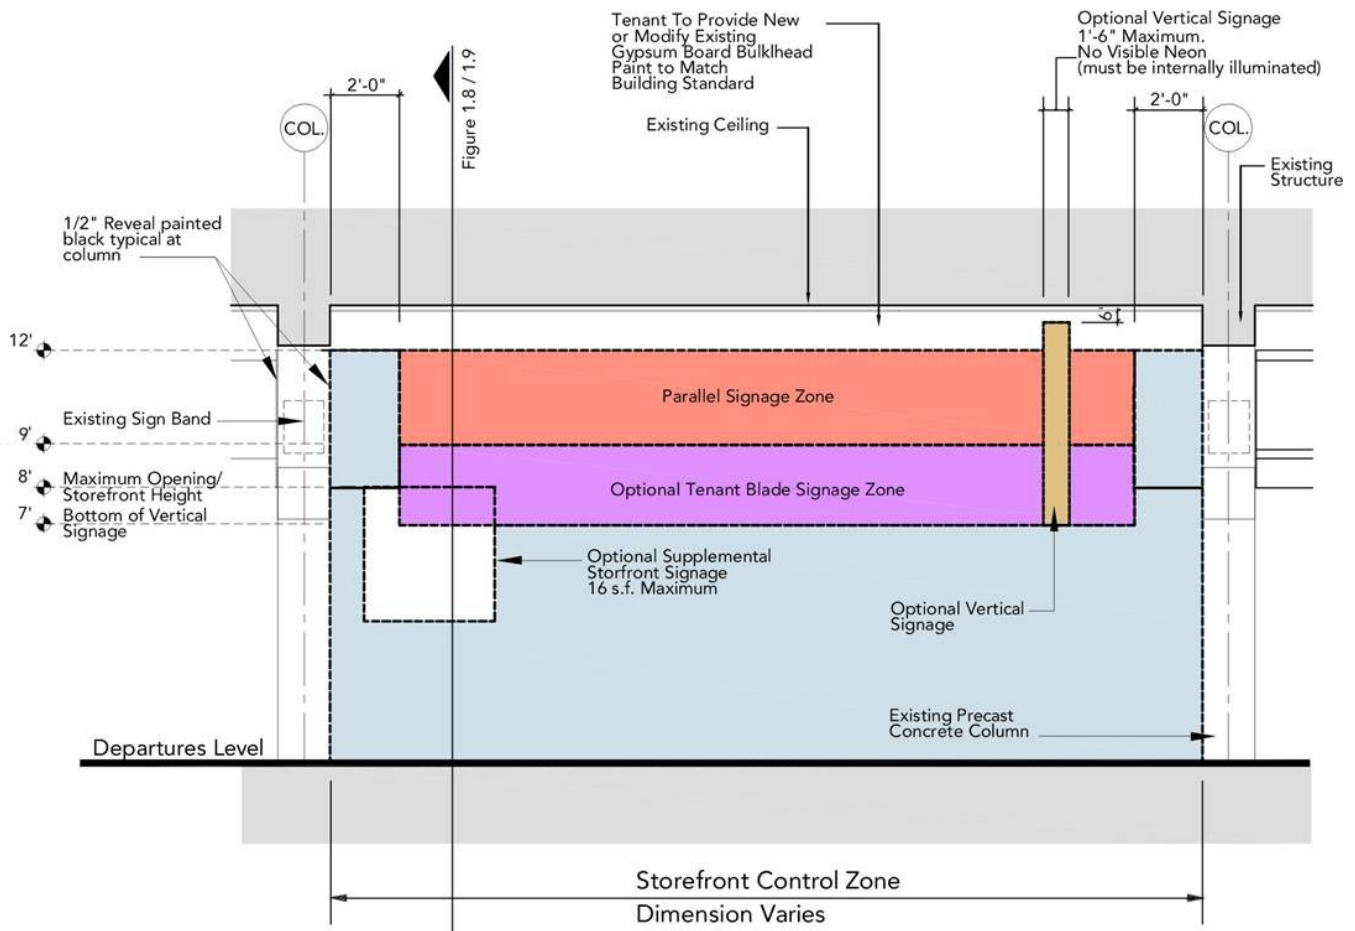 Tenant To Provide New
or Modify Existing
Gypsum Board Bulklhead
Paint to Match
Building Standard
Optional Vertical Signage
1'-6" Maximum.
No Visible Neon
(must be internally illuminated)
Figure 1.8 / 1.9
2'-0"
2'-0"
COL.
Existing Ceiling
COL.
Existing
Structure
1/2" Reveal painted
black typical at
column
6'
12'
Parallel Signage Zone
Existing Sign Band
9'
8'
Maximum Opening/
Storefront Height
Optional Tenant Blade Signage Zone
7'
Bottom of Vertical
Signage
Optional Supplemental
Storfront Signage
16 s.f. Maximum
Optional Vertical
Signage
Existing Precast
Concrete Column
Departures Level
Storefront Control Zone
Dimension Varies